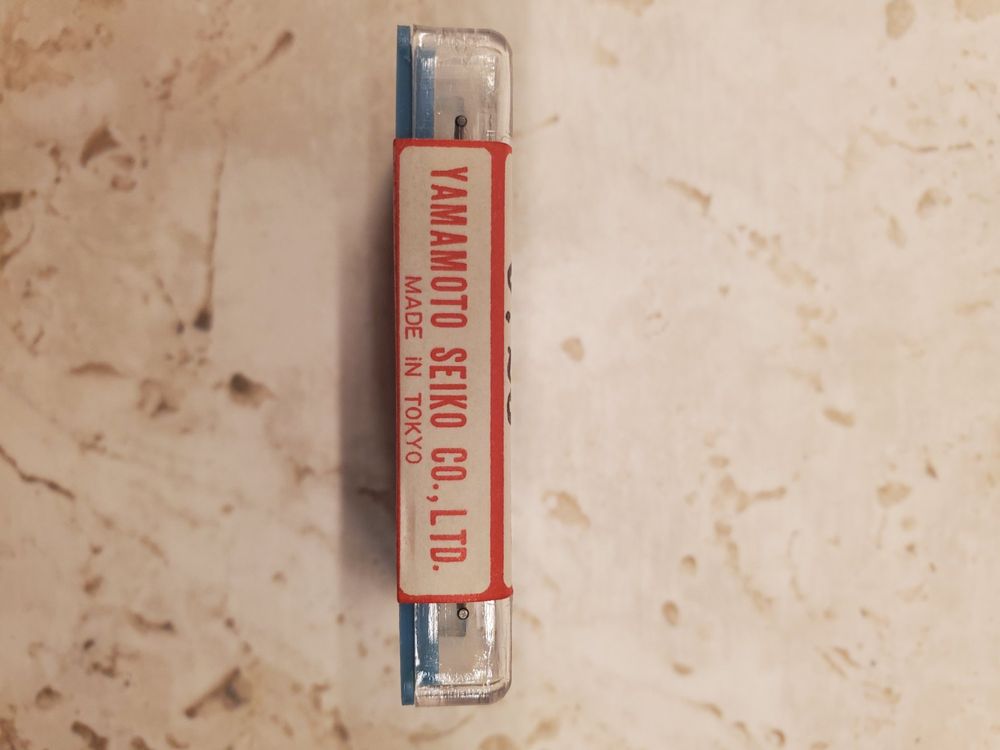 YAMAMOTO SEIKO CO., LTD.
MADE IN TOKYO